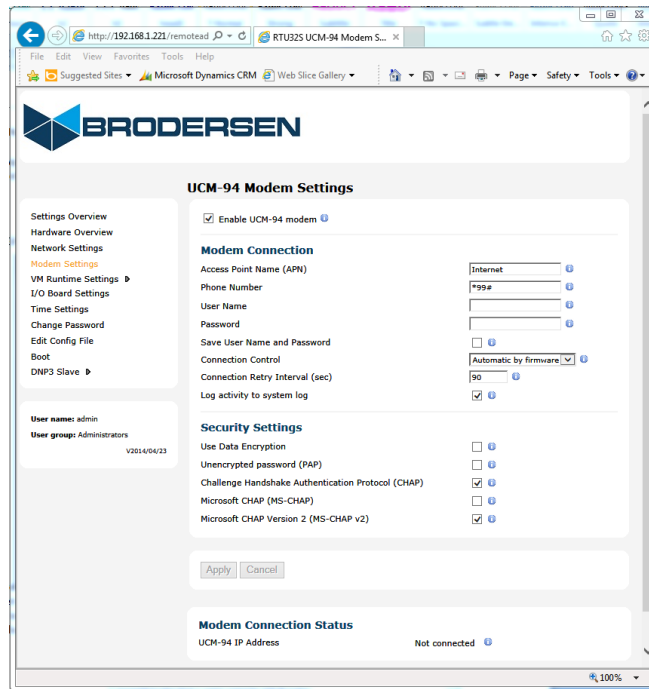 http://192.168.1.221/remotead
RTU32S UCM-94 Modem S... ×
File Edit View Favorites Tools Help
Suggested Sites Microsoft Dynamics CRM Web Slice Gallery Page Safety Tools
BRODERSEN
UCM-94 Modem Settings
Settings Overview
Hardware Overview
Network Settings
Modem Settings
VM Runtime Settings
I/O Board Settings
Time Settings
Change Password
Edit Config File
Boot
DNP3 Slave
User name: admin
User group: Administrators
V2014/04/23
Enable UCM-94 modem
Modem Connection
Access Point Name (APN) Internet
Phone Number *99#
User Name
Password
Save User Name and Password
Connection Control Automatic by firmware
Connection Retry Interval (sec) 90
Log activity to system log
Security Settings
Use Data Encryption
Unencrypted password (PAP)
Challenge Handshake Authentication Protocol (CHAP)
Microsoft CHAP (MS-CHAP)
Microsoft CHAP Version 2 (MS-CHAP v2)
Apply Cancel
Modem Connection Status
UCM-94 IP Address Not connected
100%